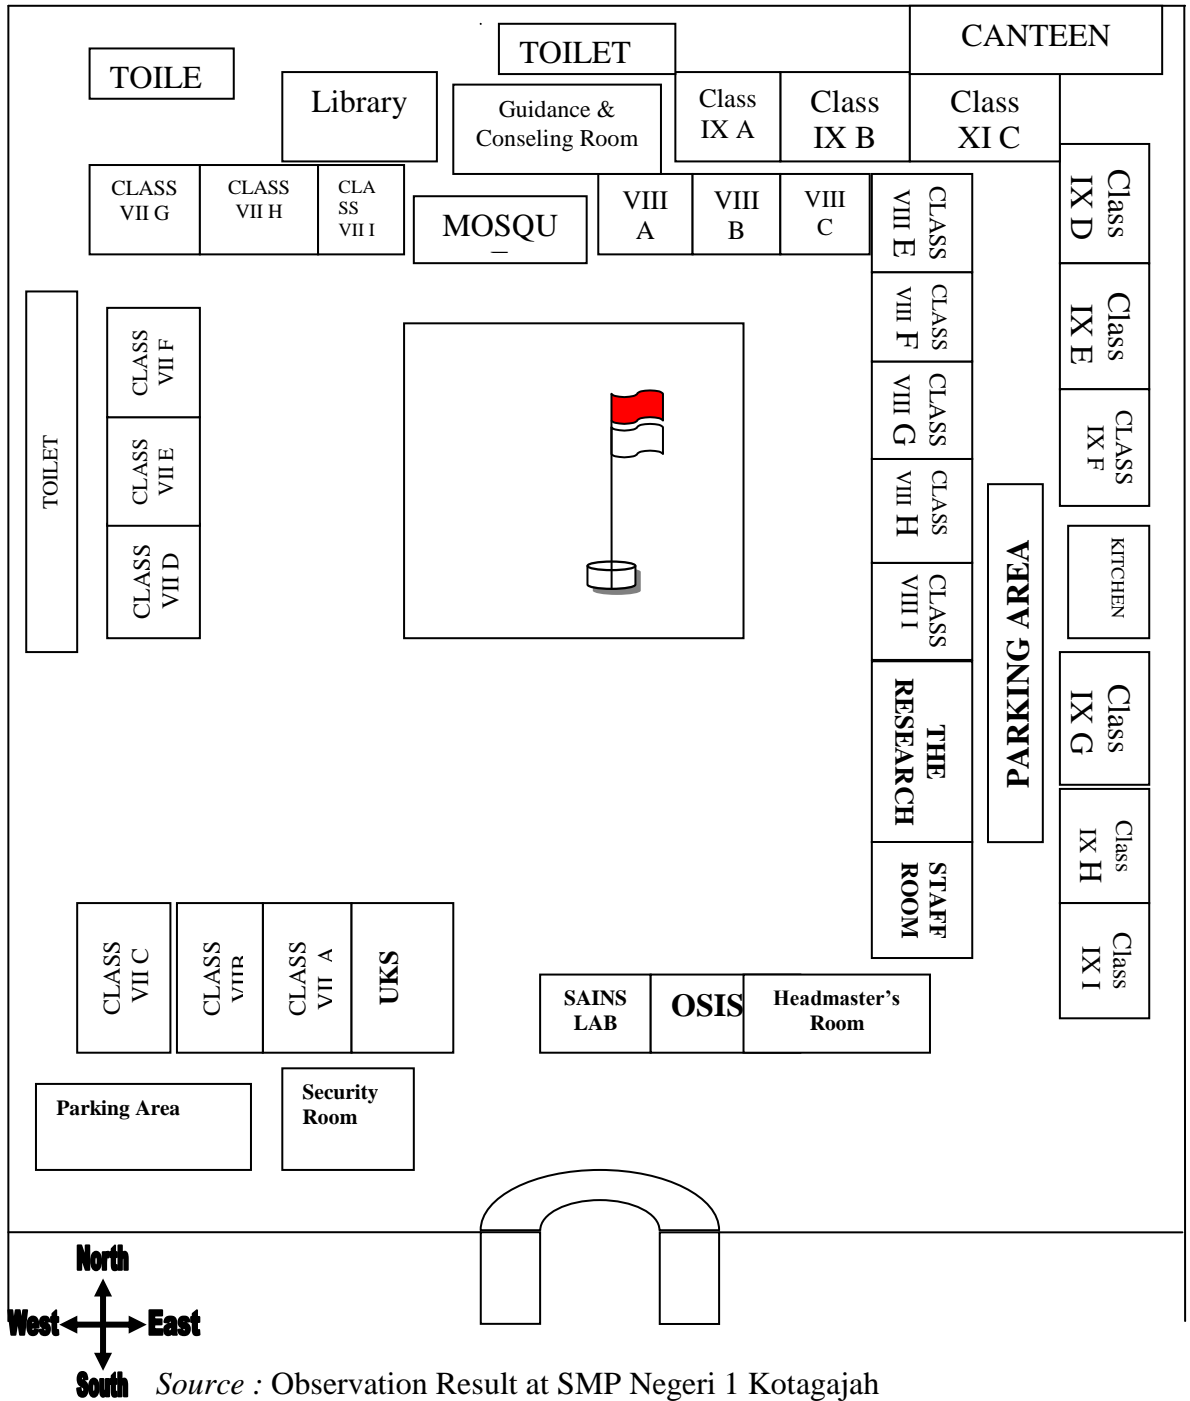 CANTEEN
TOILET
TOILE
Library
Guidance &
Conseling Room
Class
IX A
Class
IX B
Class
XI C
CLASS
VII G
CLASS
VII H
CLA
SS
VII I
MOSQU
VIII
A
VIII
B
VIII
C
CLASS
VIII E
Class
IX D
CLASS
VIII F
Class
IX E
CLASS
VIII G
CLASS
IX F
CLASS
VIII H
CLASS
VIII I
TOILET
CLASS
VII F
CLASS
VII E
CLASS
VII D
PARKING AREA
KITCHEN
THE
RESEARCH
Class
IX G
STAFF
ROOM
Class
IX H
Class
IX I
CLASS
VII C
CLASS
VII B
CLASS
VII A
UKS
SAINS
LAB
OSIS
Headmaster's
Room
Parking Area
Security
Room
North
West
East
South
Source : Observation Result at SMP Negeri 1 Kotagajah